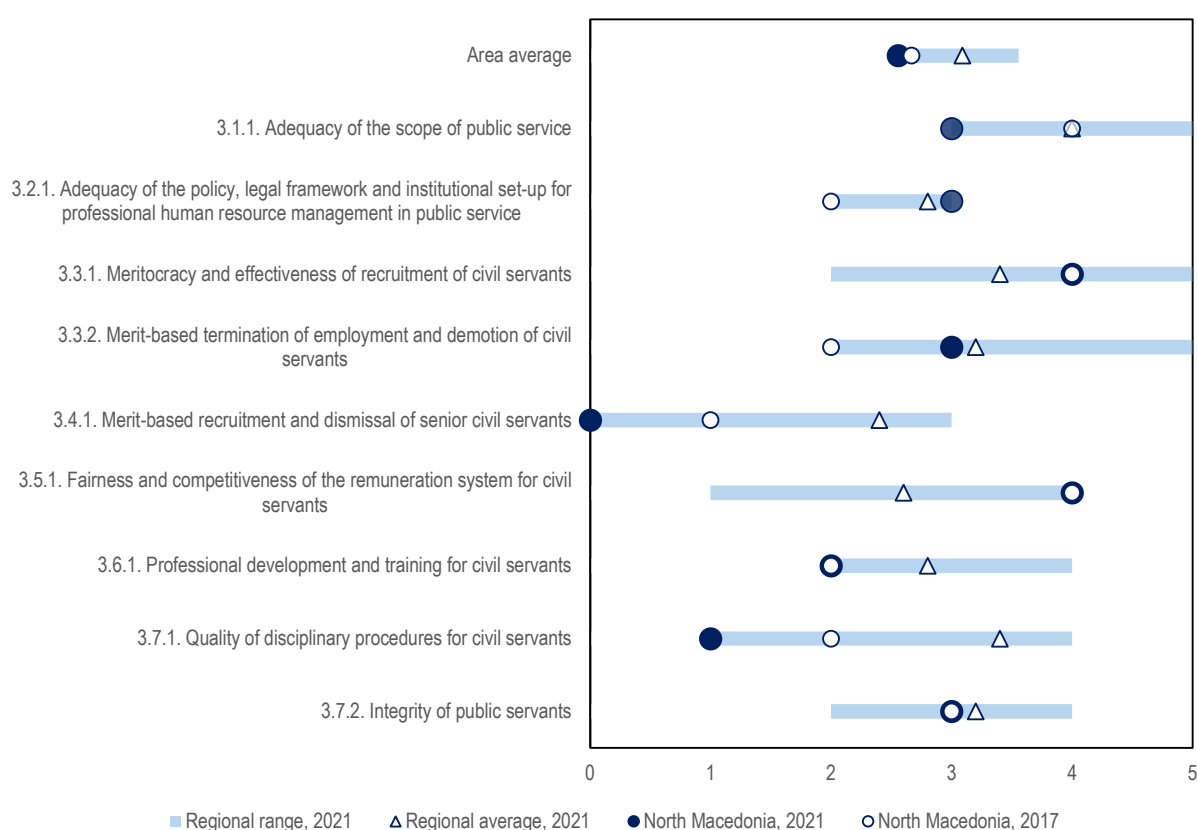 Area average
3.1.1. Adequacy of the scope of public service
3.2.1. Adequacy of the policy, legal framework and institutional set-up for
professional human resource management in public service
3.3.1. Meritocracy and effectiveness of recruitment of civil servants
3.3.2. Merit-based termination of employment and demotion of civil
servants
3.4.1. Merit-based recruitment and dismissal of senior civil servants
3.5.1. Fairness and competitiveness of the remuneration system for civil
servants
3.6.1. Professional development and training for civil servants
3.7.1. Quality of disciplinary procedures for civil servants
3.7.2. Integrity of public servants
0 1 2 3 4 5
Regional range, 2021 Regional average, 2021 North Macedonia, 2021 North Macedonia, 2017